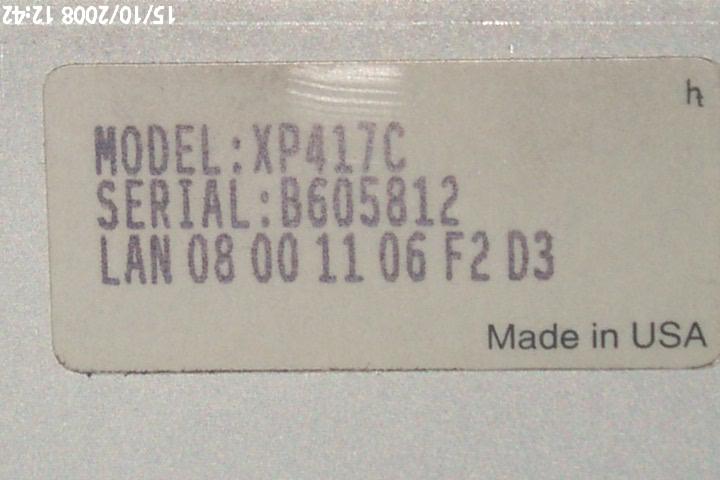 15/10/2008 12:42
MODEL:XP417C
SERIAL:B605812
LAN 08 00 11 06 F2 D3
Made in USA